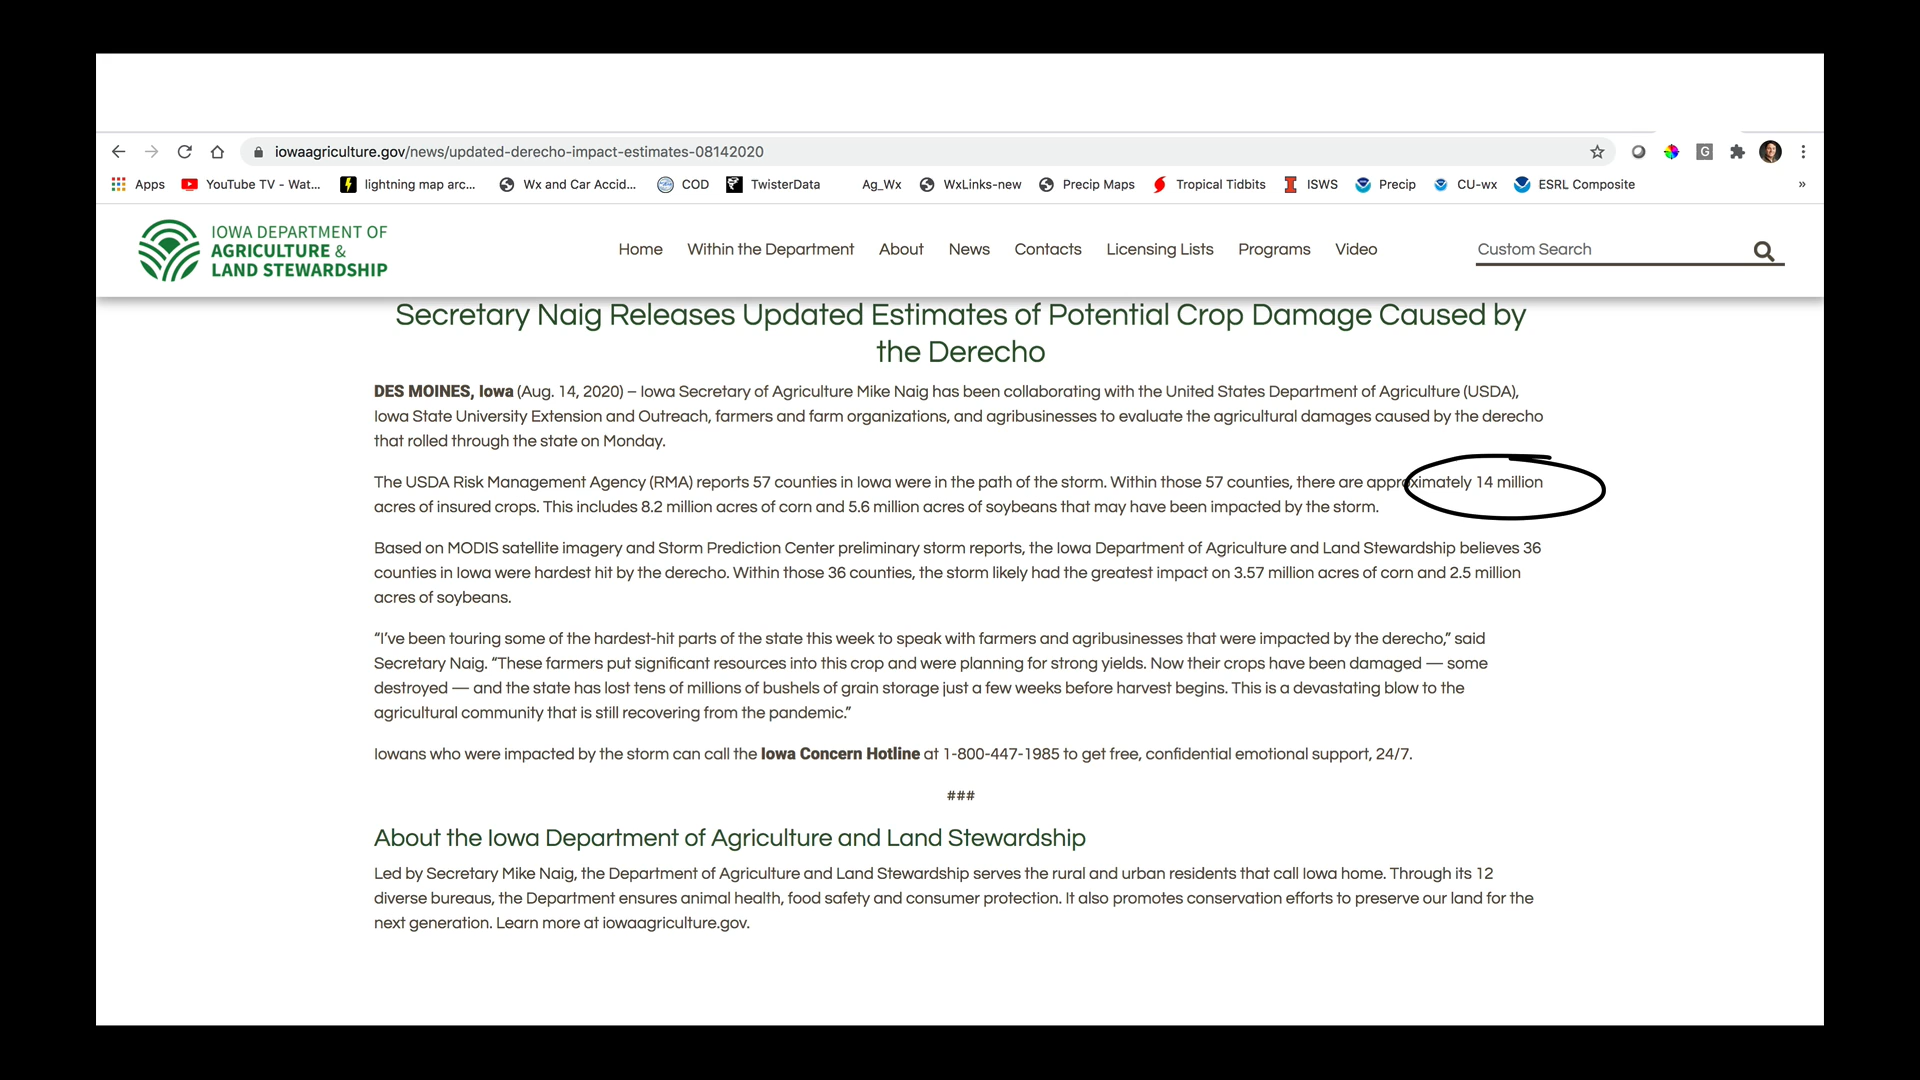 iowaagriculture.gov/news/updated-derecho-impact-estimates-08142020
Apps YouTube TV - Wat... lightning map arc... Wx and Car Accid... COD TwisterData Ag_Wx WxLinks-new Precip Maps Tropical Tidbits ISWS Precip CU-wx ESRL Composite »
IOWA DEPARTMENT OF
AGRICULTURE &
LAND STEWARDSHIP
Home Within the Department About News Contacts Licensing Lists Programs Video Custom Search
Secretary Naig Releases Updated Estimates of Potential Crop Damage Caused by
the Derecho
DES MOINES, Iowa (Aug. 14, 2020) – Iowa Secretary of Agriculture Mike Naig has been collaborating with the United States Department of Agriculture (USDA),
Iowa State University Extension and Outreach, farmers and farm organizations, and agribusinesses to evaluate the agricultural damages caused by the derecho
that rolled through the state on Monday.
The USDA Risk Management Agency (RMA) reports 57 counties in Iowa were in the path of the storm. Within those 57 counties, there are approximately 14 million
acres of insured crops. This includes 8.2 million acres of corn and 5.6 million acres of soybeans that may have been impacted by the storm.
Based on MODIS satellite imagery and Storm Prediction Center preliminary storm reports, the Iowa Department of Agriculture and Land Stewardship believes 36
counties in Iowa were hardest hit by the derecho. Within those 36 counties, the storm likely had the greatest impact on 3.57 million acres of corn and 2.5 million
acres of soybeans.
“I’ve been touring some of the hardest-hit parts of the state this week to speak with farmers and agribusinesses that were impacted by the derecho,” said
Secretary Naig. “These farmers put significant resources into this crop and were planning for strong yields. Now their crops have been damaged — some
destroyed — and the state has lost tens of millions of bushels of grain storage just a few weeks before harvest begins. This is a devastating blow to the
agricultural community that is still recovering from the pandemic.”
Iowans who were impacted by the storm can call the Iowa Concern Hotline at 1-800-447-1985 to get free, confidential emotional support, 24/7.
###
About the Iowa Department of Agriculture and Land Stewardship
Led by Secretary Mike Naig, the Department of Agriculture and Land Stewardship serves the rural and urban residents that call Iowa home. Through its 12
diverse bureaus, the Department ensures animal health, food safety and consumer protection. It also promotes conservation efforts to preserve our land for the
next generation. Learn more at iowaagriculture.gov.